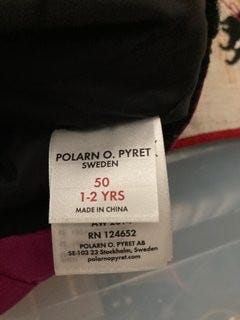 POLARN O. PYRET
SWEDEN
50
1-2 YRS
MADE IN CHINA
RN 124652
POLARN O. PYRET AB
SE-103 23 Stockholm, Sweden
polarnopyret.com